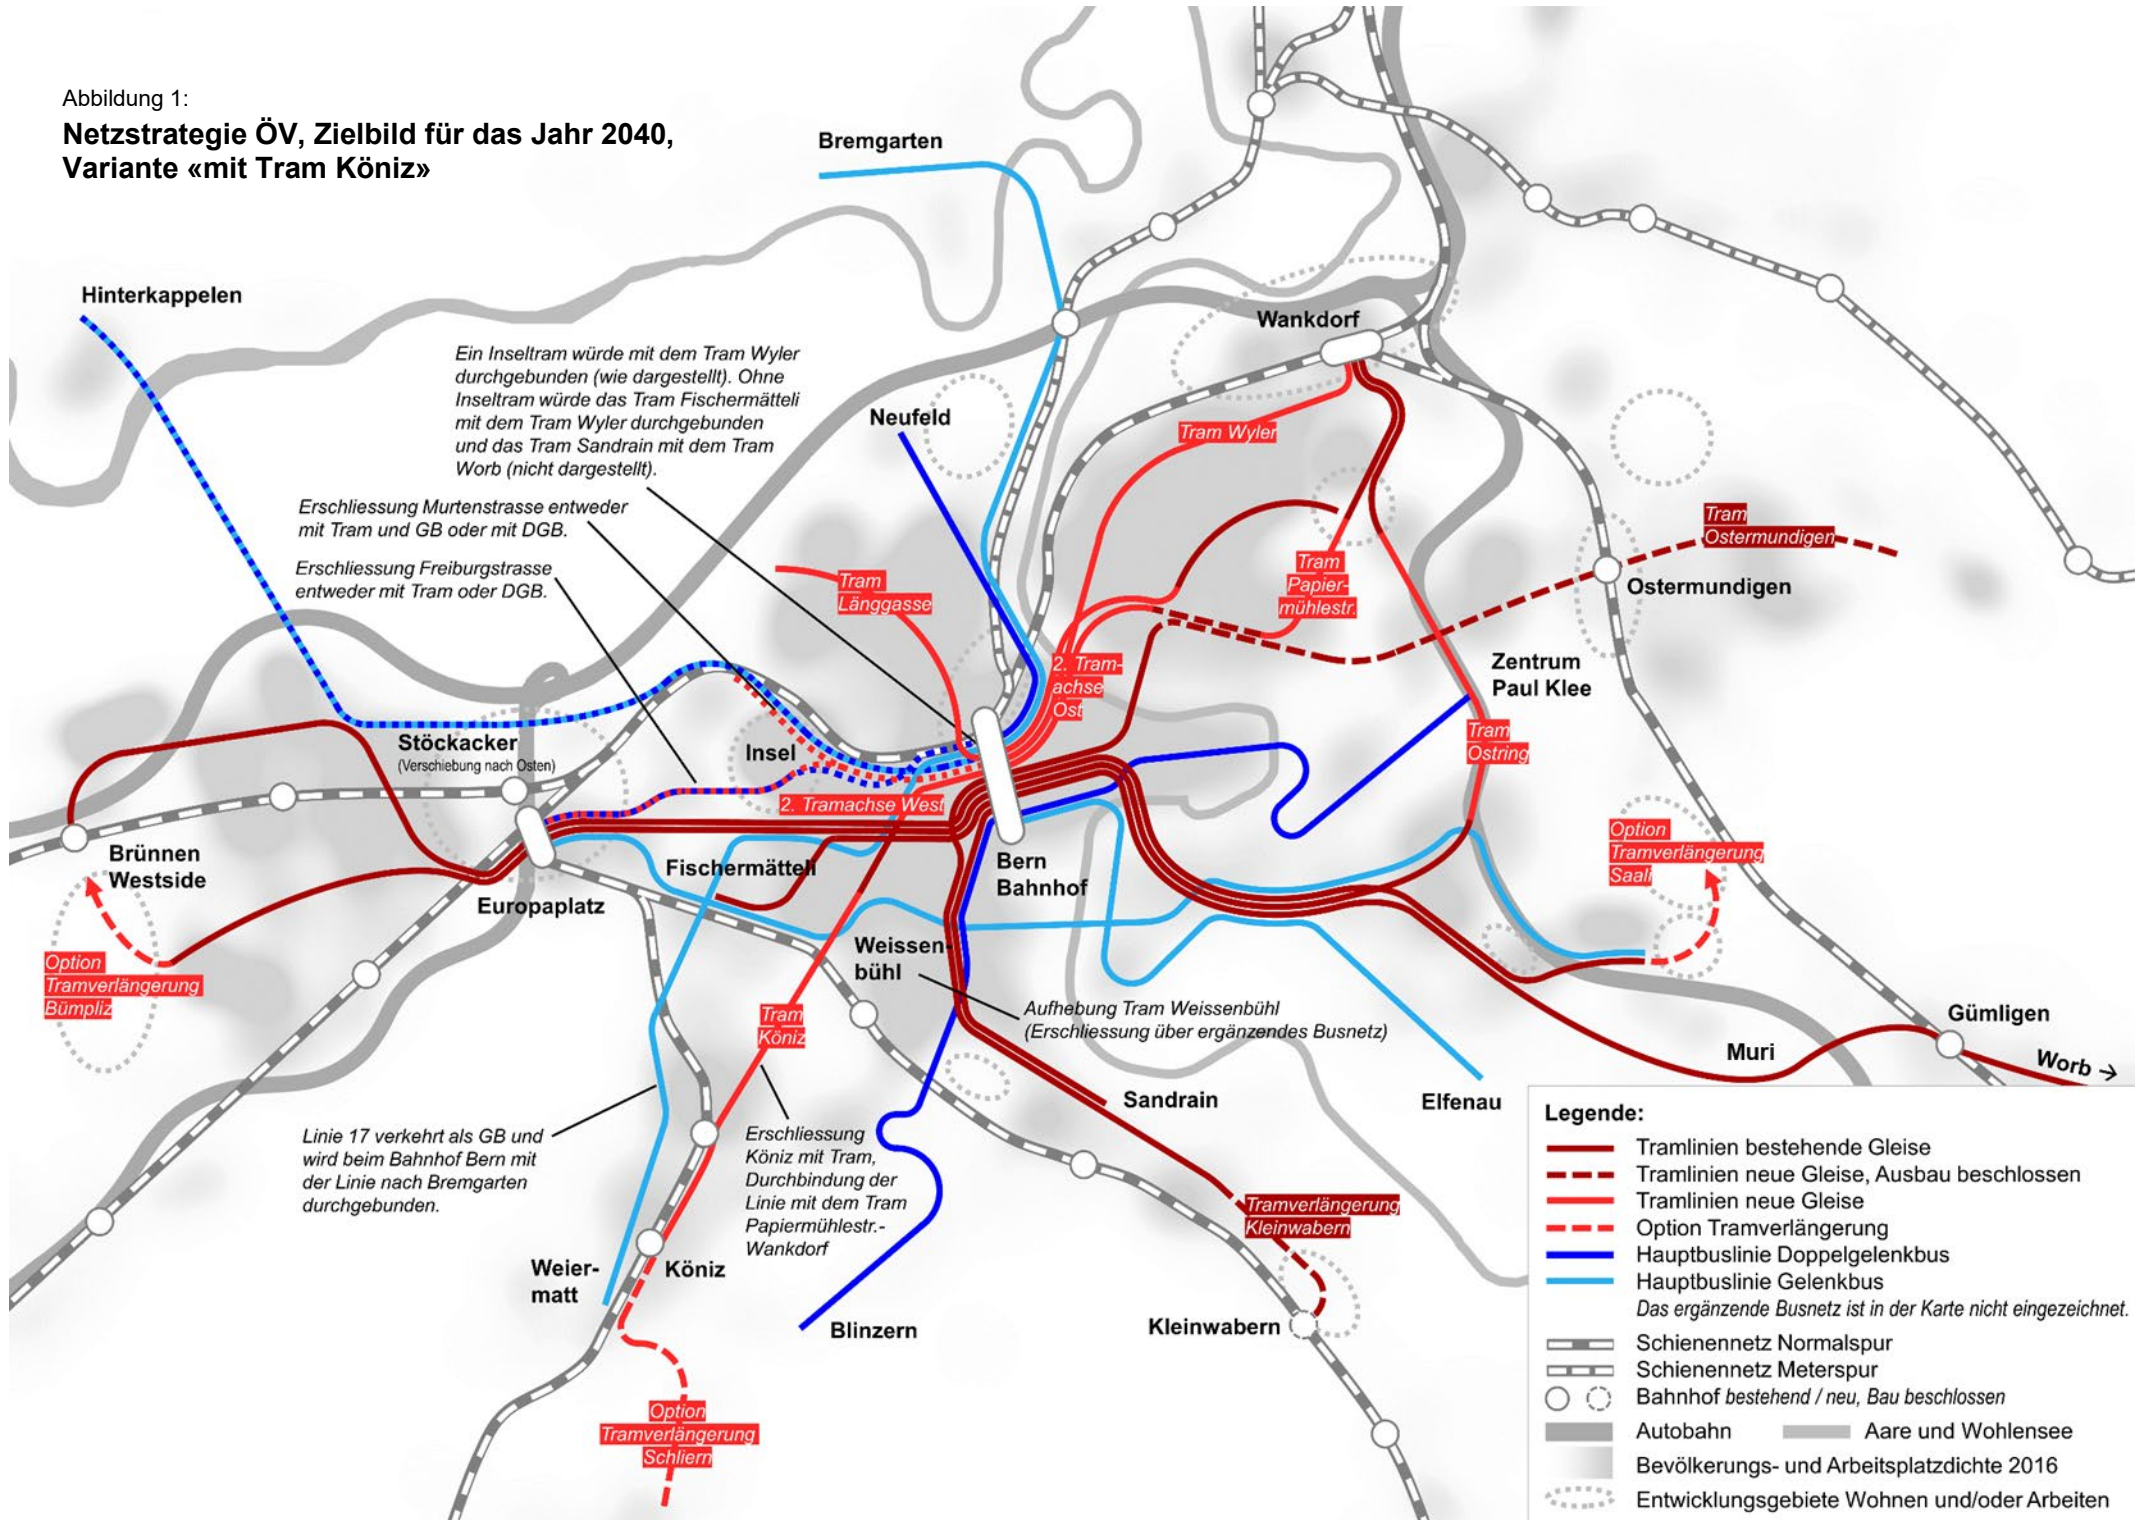 Abbildung 1:
Netzstrategie ÖV, Zielbild für das Jahr 2040,
Variante «mit Tram Köniz»
Bremgarten
Hinterkappelen
Wankdorf
Ein Inseltram würde mit dem Tram Wyler
durchgebunden (wie dargestellt). Ohne
Inseltram würde das Tram Fischermätteli
mit dem Tram Wyler durchgebunden
und das Tram Sandrain mit dem Tram
Worb (nicht dargestellt).
Neufeld
Tram Wyler
Erschliessung Murtenstrasse entweder
mit Tram und GB oder mit DGB.
Erschliessung Freiburgstrasse
entweder mit Tram oder DGB.
Tram
Länggasse
Tram
Papier-
mühlestr.
Tram
Ostermundigen
Ostermundigen
2. Tram-
achse
Ost
Zentrum
Paul Klee
Tram
Ostring
Stöckacker
(Verschiebung nach Osten)
Insel
2. Tramachse West
Brünnen
Westside
Fischermätteli
Bern
Bahnhof
Option
Tramverlängerung
Saali
Europaplatz
Weissen-
bühl
Option
Tramverlängerung
Bümpliz
Tram
Köniz
Aufhebung Tram Weissenbühl
(Erschliessung über ergänzendes Busnetz)
Gümligen
Muri
Worb →
Sandrain
Elfenau
Linie 17 verkehrt als GB und
wird beim Bahnhof Bern mit
der Linie nach Bremgarten
durchgebunden.
Erschliessung
Köniz mit Tram,
Durchbindung der
Linie mit dem Tram
Papiermühlestr.-
Wankdorf
Tramverlängerung
Kleinwabern
Weier-
matt
Köniz
Blinzern
Kleinwabern
Option
Tramverlängerung
Schliern
Legende:
Tramlinien bestehende Gleise
Tramlinien neue Gleise, Ausbau beschlossen
Tramlinien neue Gleise
Option Tramverlängerung
Hauptbuslinie Doppelgelenkbus
Hauptbuslinie Gelenkbus
Das ergänzende Busnetz ist in der Karte nicht eingezeichnet.
Schienennetz Normalspur
Schienennetz Meterspur
Bahnhof bestehend / neu, Bau beschlossen
Autobahn
Aare und Wohlensee
Bevölkerungs- und Arbeitsplatzdichte 2016
Entwicklungsgebiete Wohnen und/oder Arbeiten